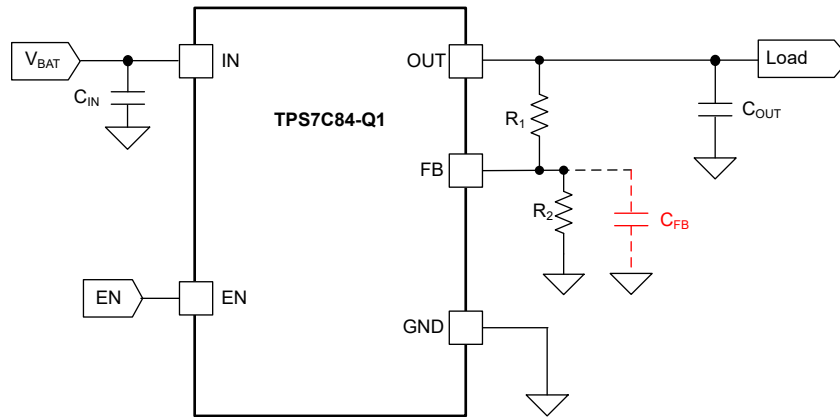 V_BAT
IN
C_IN
TPS7C84-Q1
OUT
Load
R_1
C_OUT
FB
R_2
C_FB
EN
EN
GND